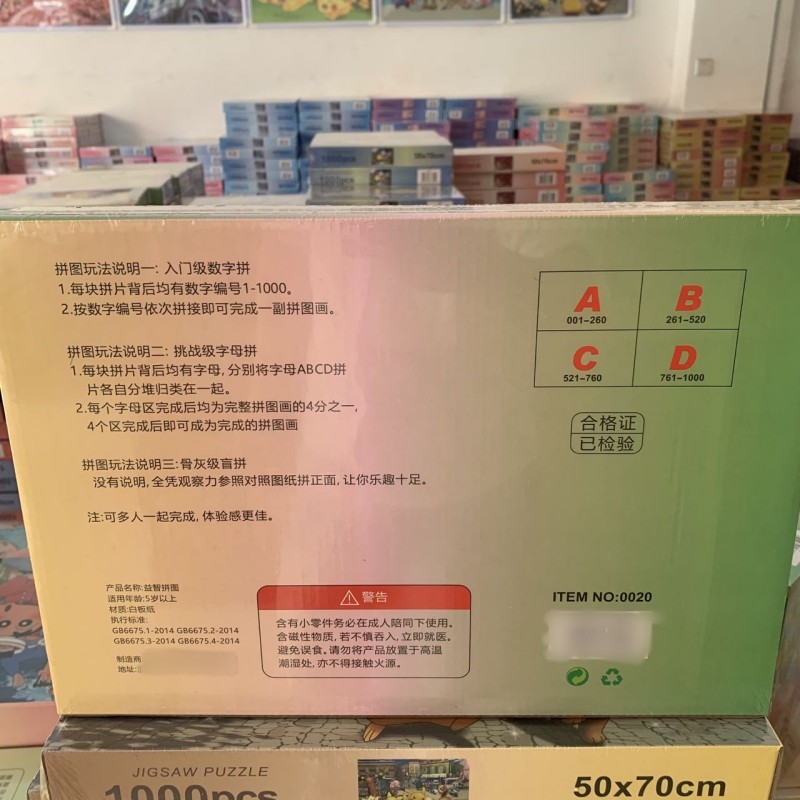 1000pcs
50x70cm
拼图玩法说明一: 入门级数字拼
1.每块拼片背后均有数字编号1-1000。
2.按数字编号依次拼接即可完成一副拼图画。
拼图玩法说明二: 挑战级字母拼
1.每块拼片背后均有字母, 分别将字母ABCD拼
片各自分堆归类在一起。
2.每个字母区完成后均为完整拼图画的4分之一,
4个区完成后即可成为完成的拼图画
拼图玩法说明三:骨灰级盲拼
没有说明, 全凭观察力参照对照图纸拼正面, 让你乐趣十足。
注:可多人一起完成, 体验感更佳。
A
001-260
B
261-520
C
521-760
D
761-1000
合格证
已检验
产品名称:益智拼图
适用年龄:5岁以上
材质:白板纸
执行标准:
GB6675.1-2014 GB6675.2-2014
GB6675.3-2014 GB6675.4-2014
制造商
地址:
警告
含有小零件务必在成人陪同下使用。
含磁性物质, 若不慎吞入, 立即就医。
避免误食。请勿将产品放置于高温
潮湿处, 亦不得接触火源。
ITEM NO:0020
JIGSAW PUZZLE
1000pcs
50x70cm